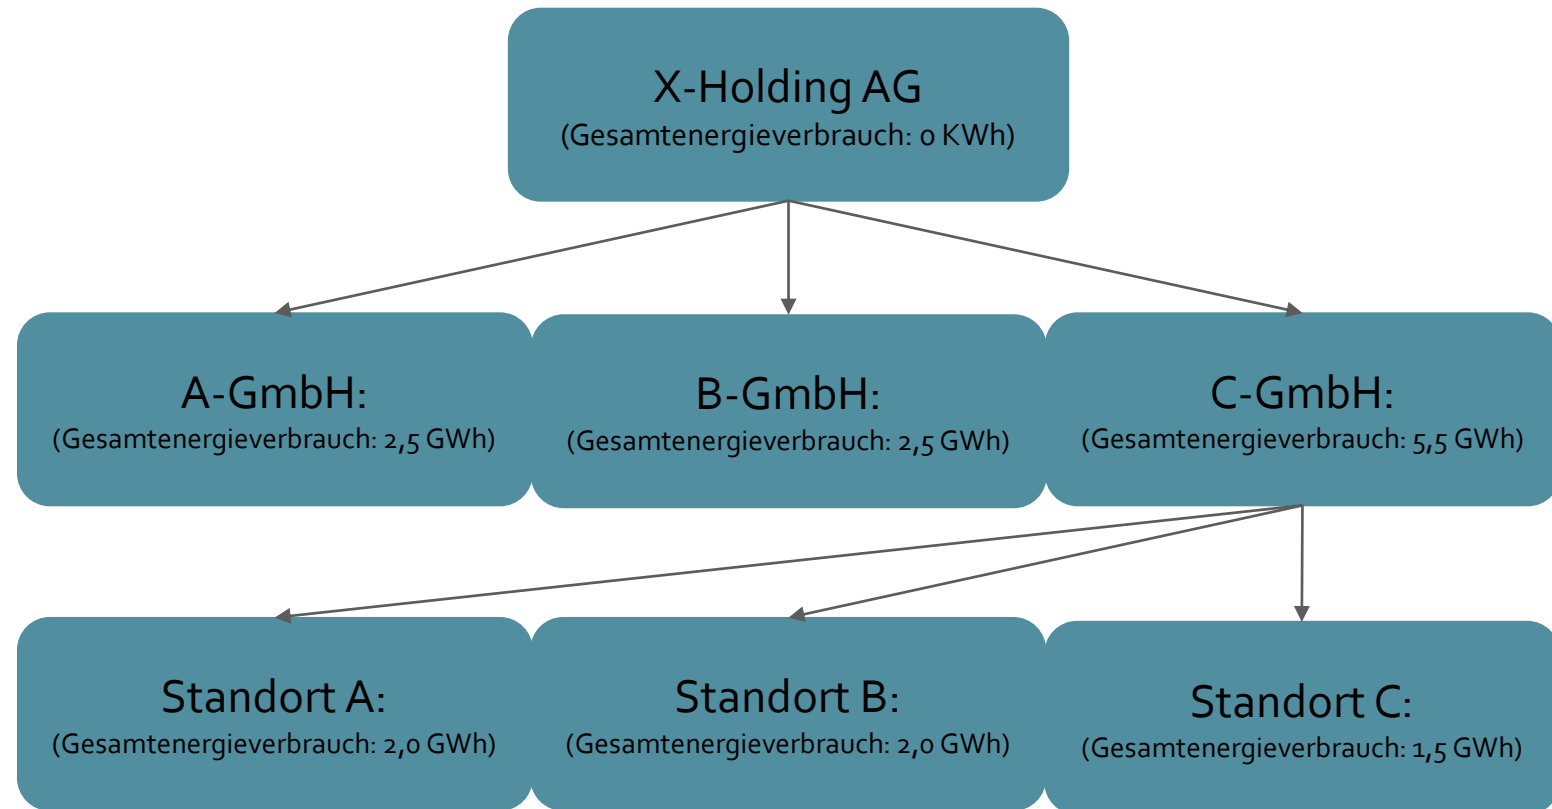 X-Holding AG
(Gesamtenergieverbrauch: 0 KWh)
A-GmbH:
(Gesamtenergieverbrauch: 2,5 GWh)
B-GmbH:
(Gesamtenergieverbrauch: 2,5 GWh)
C-GmbH:
(Gesamtenergieverbrauch: 5,5 GWh)
Standort A:
(Gesamtenergieverbrauch: 2,0 GWh)
Standort B:
(Gesamtenergieverbrauch: 2,0 GWh)
Standort C:
(Gesamtenergieverbrauch: 1,5 GWh)